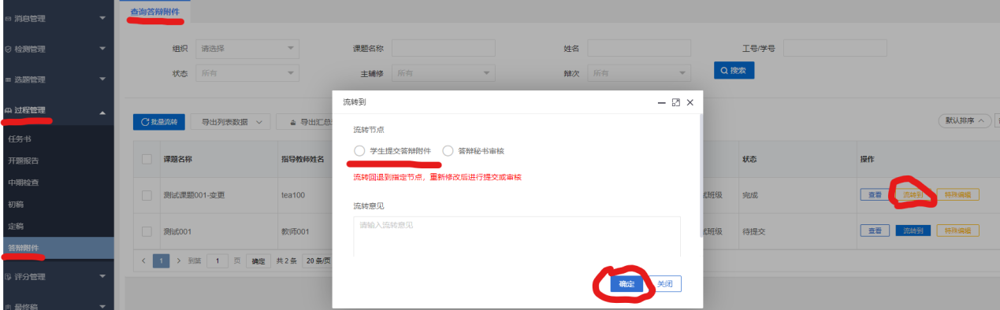 消息管理
检测管理
选题管理
过程管理
任务书
开题报告
中期检查
初稿
定稿
答辩附件
评分管理
最终稿
查询答辩附件
组织 请选择 课题名称 姓名 工号/学号
状态 所有 主辅修 所有 辩次 所有 搜索
批量流转 导出列表数据 导出汇总 默认排序
课题名称 指导教师姓名 状态 操作
测试课题001-变更 tea100 试班级 完成 查看 流转到 特殊编辑
测试001 教师001 试班级 待提交 查看 流转到 特殊编辑
1 到第 1 页 确定 共2条 20条/页
流转到
流转节点
学生提交答辩附件 答辩秘书审核
流转回退到指定节点，重新修改后进行提交或审核
流转意见
请输入流转意见
确定 关闭